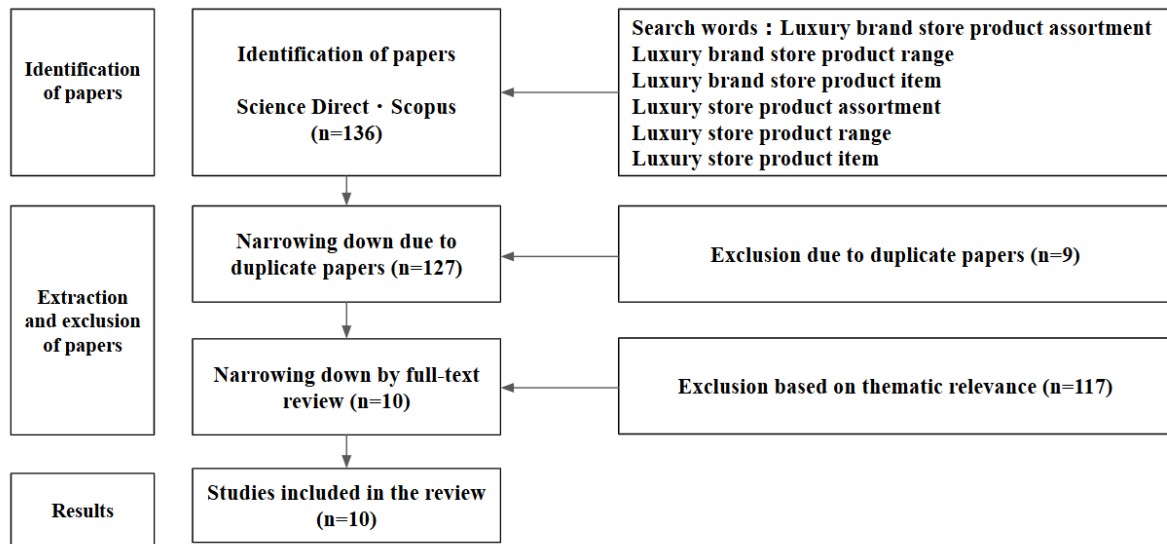 Identification
of papers
Identification of papers
Science Direct・Scopus
(n=136)
Search words：Luxury brand store product assortment
Luxury brand store product range
Luxury brand store product item
Luxury store product assortment
Luxury store product range
Luxury store product item
Extraction
and exclusion
of papers
Narrowing down due to
duplicate papers (n=127)
Exclusion due to duplicate papers (n=9)
Narrowing down by full-text
review (n=10)
Exclusion based on thematic relevance (n=117)
Results
Studies included in the review
(n=10)